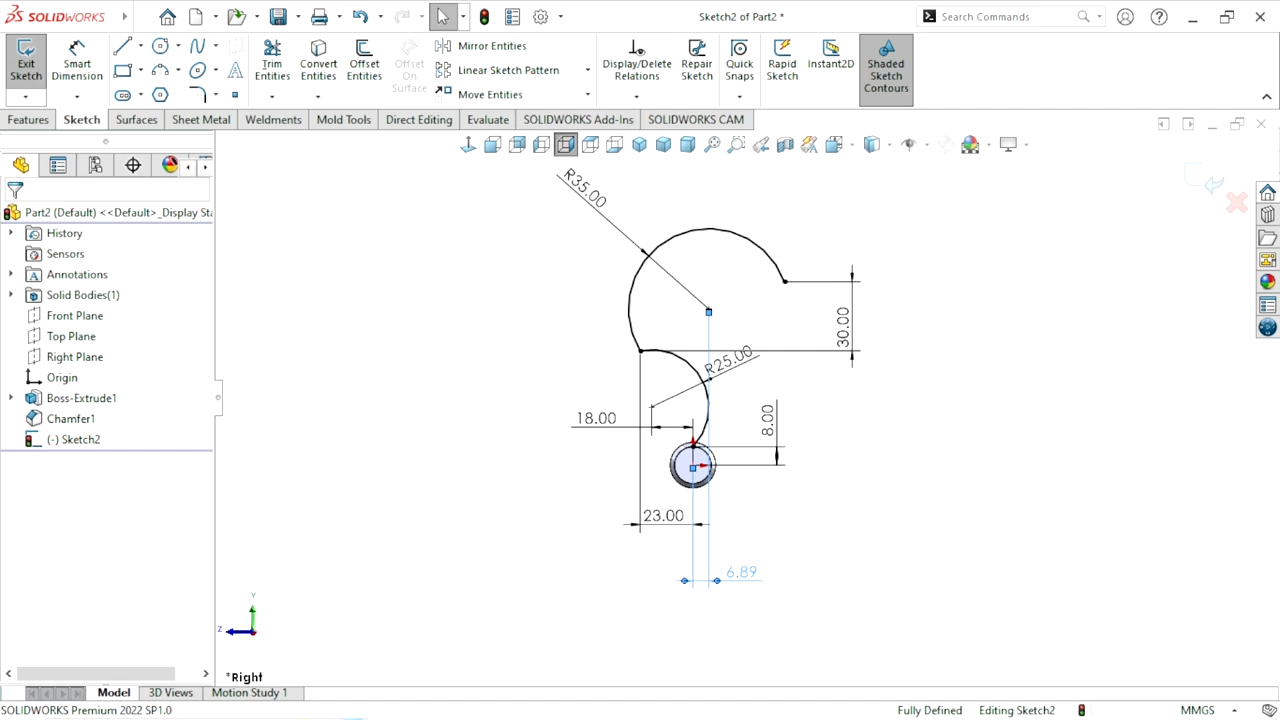 SOLIDWORKS
Sketch2 of Part2 *
Search Commands
Exit Sketch
Smart Dimension
Trim Entities
Convert Entities
Offset Entities
Offset On Surface
Mirror Entities
Linear Sketch Pattern
Move Entities
Display/Delete Relations
Repair Sketch
Quick Snaps
Rapid Sketch
Instant2D
Shaded Sketch Contours
Features
Sketch
Surfaces
Sheet Metal
Weldments
Mold Tools
Direct Editing
Evaluate
SOLIDWORKS Add-Ins
SOLIDWORKS CAM
Part2 (Default) <<Default>_Display Sta
History
Sensors
Annotations
Solid Bodies(1)
Front Plane
Top Plane
Right Plane
Origin
Boss-Extrude1
Chamfer1
(-) Sketch2
R35.00
30.00
R25.00
18.00
8.00
23.00
6.89
Y
Z
*Right
Model
3D Views
Motion Study 1
SOLIDWORKS Premium 2022 SP1.0
Fully Defined
Editing Sketch2
MMGS